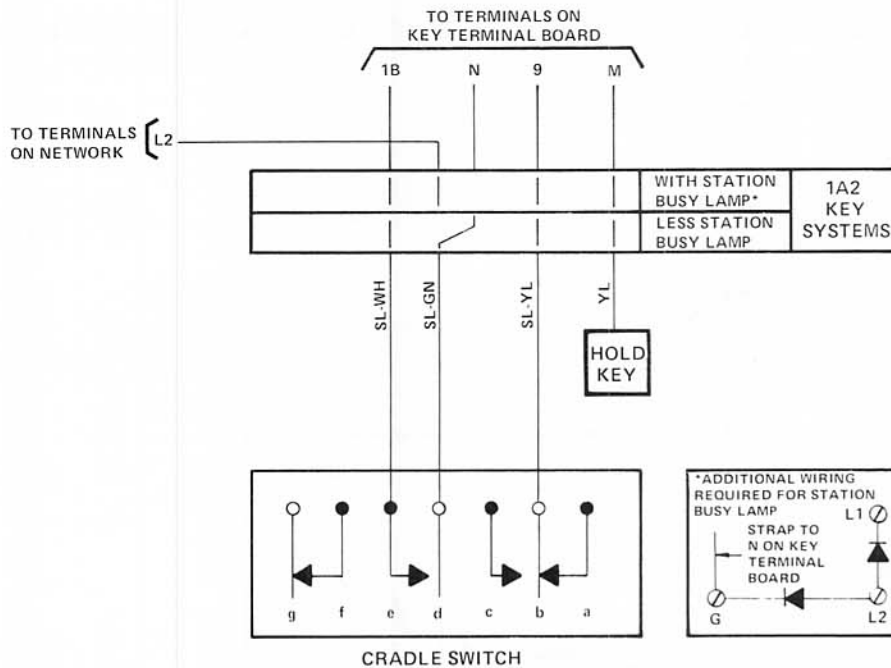 TO TERMINALS ON
KEY TERMINAL BOARD
1B N 9 M
TO TERMINALS
ON NETWORK
L2
WITH STATION
BUSY LAMP*
LESS STATION
BUSY LAMP
1A2
KEY
SYSTEMS
SL-WH
SL-GN
SL-YL
YL
HOLD
KEY
g f e d c b a
CRADLE SWITCH
*ADDITIONAL WIRING
REQUIRED FOR STATION
BUSY LAMP
L1
STRAP TO
N ON KEY
TERMINAL
BOARD
G
L2